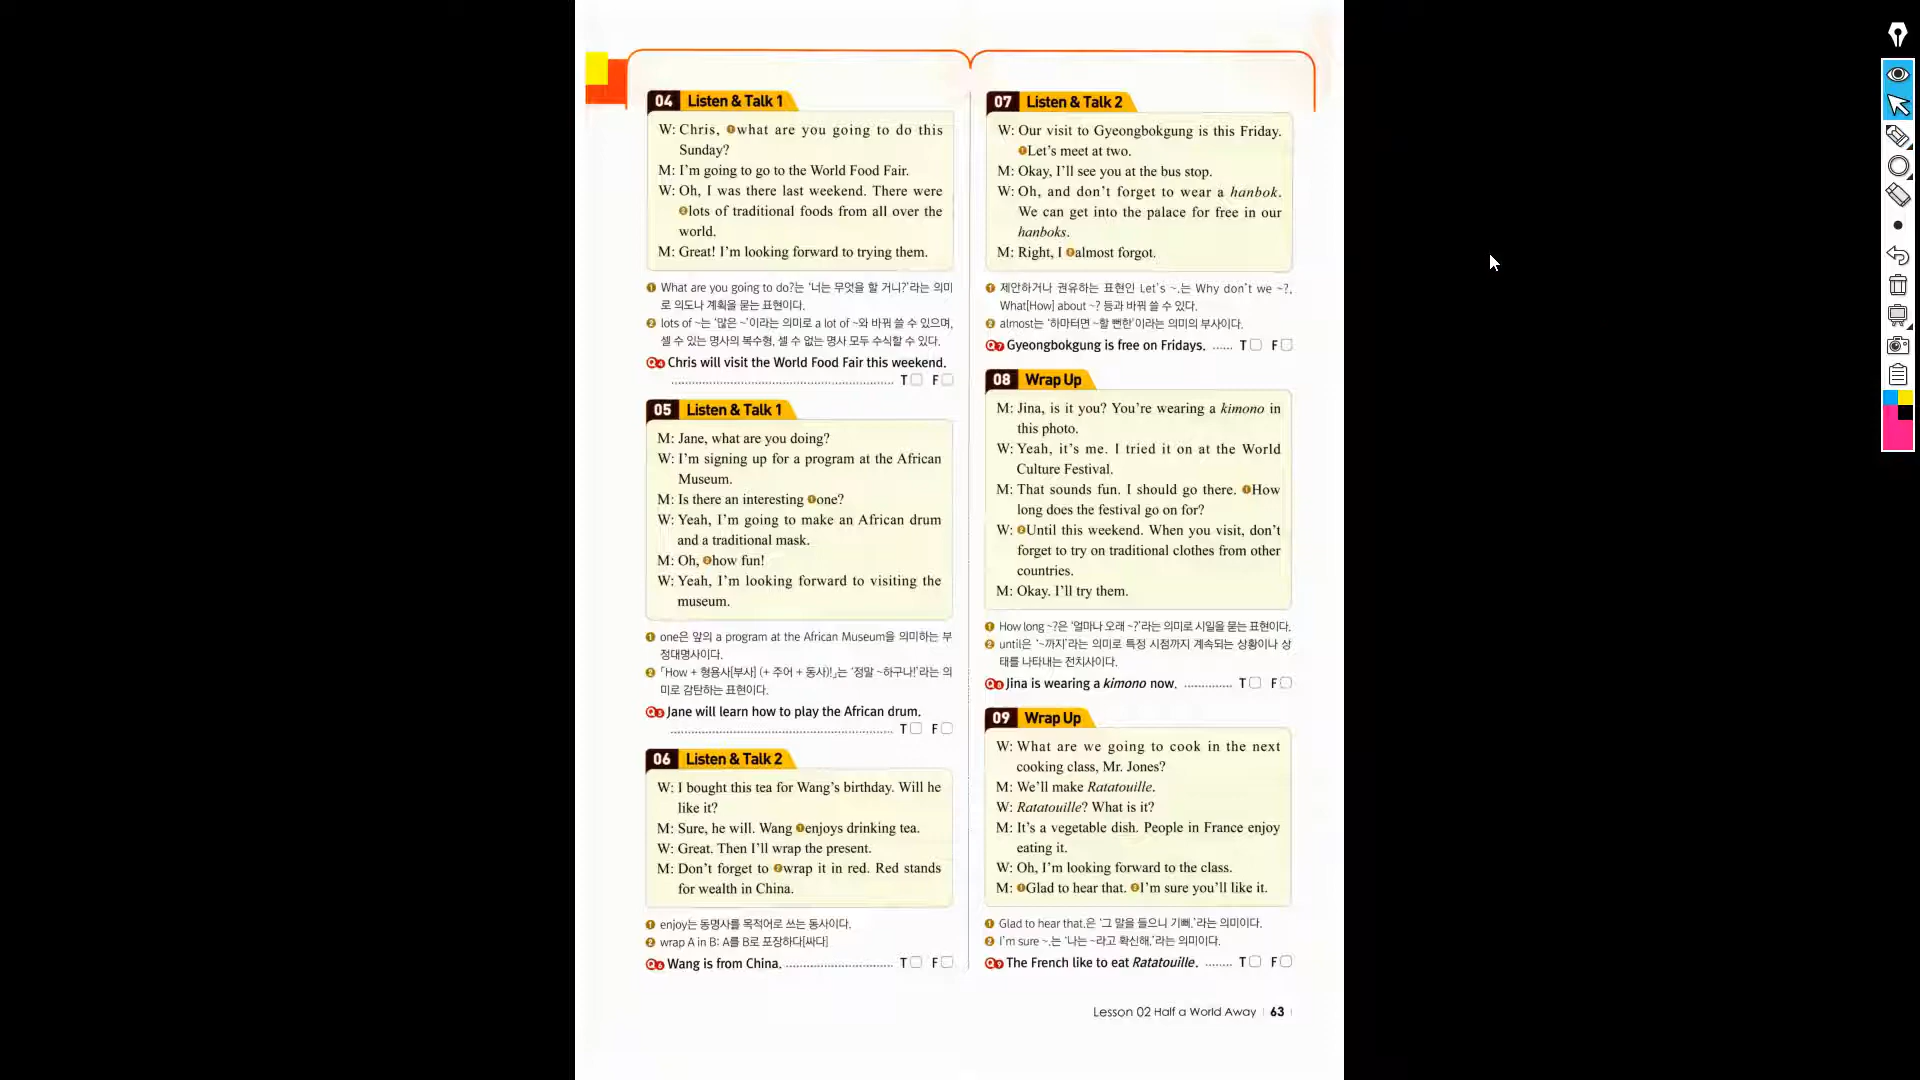 04 Listen & Talk 1
W: Chris, ❶what are you going to do this
Sunday?
M: I'm going to go to the World Food Fair.
W: Oh, I was there last weekend. There were
❷lots of traditional foods from all over the
world.
M: Great! I'm looking forward to trying them.
❶ What are you going to do?는 '너는 무엇을 할 거니?'라는 의미
로 의도나 계획을 묻는 표현이다.
❷ lots of ~는 '많은 ~'이라는 의미로 a lot of ~와 바꿔 쓸 수 있으며,
셀 수 있는 명사의 복수형, 셀 수 없는 명사 모두 수식할 수 있다.
Q4 Chris will visit the World Food Fair this weekend.
T F
05 Listen & Talk 1
M: Jane, what are you doing?
W: I'm signing up for a program at the African
Museum.
M: Is there an interesting ❶one?
W: Yeah, I'm going to make an African drum
and a traditional mask.
M: Oh, ❷how fun!
W: Yeah, I'm looking forward to visiting the
museum.
❶ one은 앞의 a program at the African Museum을 의미하는 부
정대명사이다.
❷ 「How + 형용사[부사] (+ 주어 + 동사)!」는 '정말 ~하구나!'라는 의
미로 감탄하는 표현이다.
Q5 Jane will learn how to play the African drum.
T F
06 Listen & Talk 2
W: I bought this tea for Wang's birthday. Will he
like it?
M: Sure, he will. Wang ❶enjoys drinking tea.
W: Great. Then I'll wrap the present.
M: Don't forget to ❷wrap it in red. Red stands
for wealth in China.
❶ enjoy는 동명사를 목적어로 쓰는 동사이다.
❷ wrap A in B: A를 B로 포장하다[싸다]
Q6 Wang is from China. T F
07 Listen & Talk 2
W: Our visit to Gyeongbokgung is this Friday.
❶Let's meet at two.
M: Okay, I'll see you at the bus stop.
W: Oh, and don't forget to wear a hanbok.
We can get into the palace for free in our
hanboks.
M: Right, I ❷almost forgot.
❶ 제안하거나 권유하는 표현인 Let's ~.는 Why don't we ~?,
What[How] about ~? 등과 바꿔 쓸 수 있다.
❷ almost는 '하마터면 ~할 뻔한'이라는 의미의 부사이다.
Q7 Gyeongbokgung is free on Fridays. ...... T F
08 Wrap Up
M: Jina, is it you? You're wearing a kimono in
this photo.
W: Yeah, it's me. I tried it on at the World
Culture Festival.
M: That sounds fun. I should go there. ❶How
long does the festival go on for?
W: ❷Until this weekend. When you visit, don't
forget to try on traditional clothes from other
countries.
M: Okay. I'll try them.
❶ How long ~?은 '얼마나 오래 ~?'라는 의미로 시일을 묻는 표현이다.
❷ until은 '~까지'라는 의미로 특정 시점까지 계속되는 상황이나 상
태를 나타내는 전치사이다.
Q8 Jina is wearing a kimono now. ............. T F
09 Wrap Up
W: What are we going to cook in the next
cooking class, Mr. Jones?
M: We'll make Ratatouille.
W: Ratatouille? What is it?
M: It's a vegetable dish. People in France enjoy
eating it.
W: Oh, I'm looking forward to the class.
M: ❶Glad to hear that. ❷I'm sure you'll like it.
❶ Glad to hear that.은 '그 말을 들으니 기뻐.'라는 의미이다.
❷ I'm sure ~.는 '나는 ~라고 확신해.'라는 의미이다.
Q9 The French like to eat Ratatouille. ........ T F
Lesson 02 Half a World Away | 63